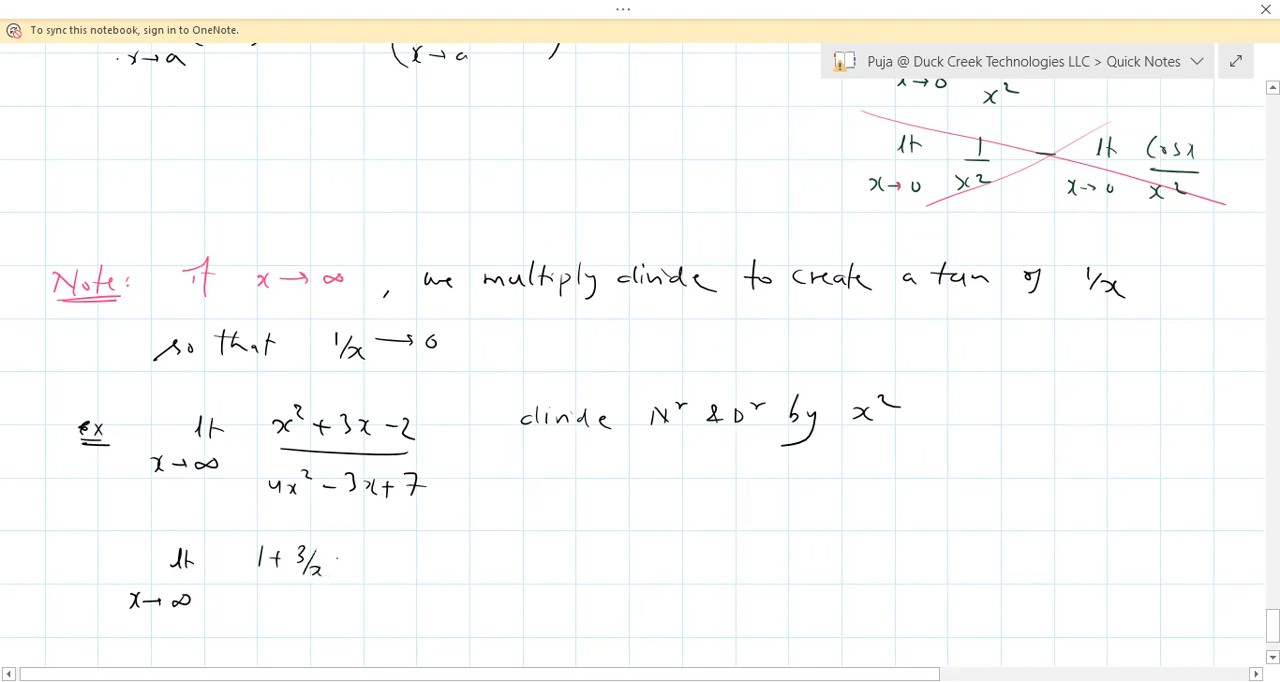 ...
To sync this notebook, sign in to OneNote.
x→a (x→a )
Puja @ Duck Creek Technologies LLC > Quick Notes
x→0 x²
lt x→0 1/x² — lt x→0 Cosx/x²
Note: if x → ∞, we multiply divide to create a term of 1/x
so that 1/x → 0
ex lt x→∞ x² + 3x - 2 / 4x² - 3x + 7 divide Nʳ & Dʳ by x²
lt x→∞ 1 + 3/x